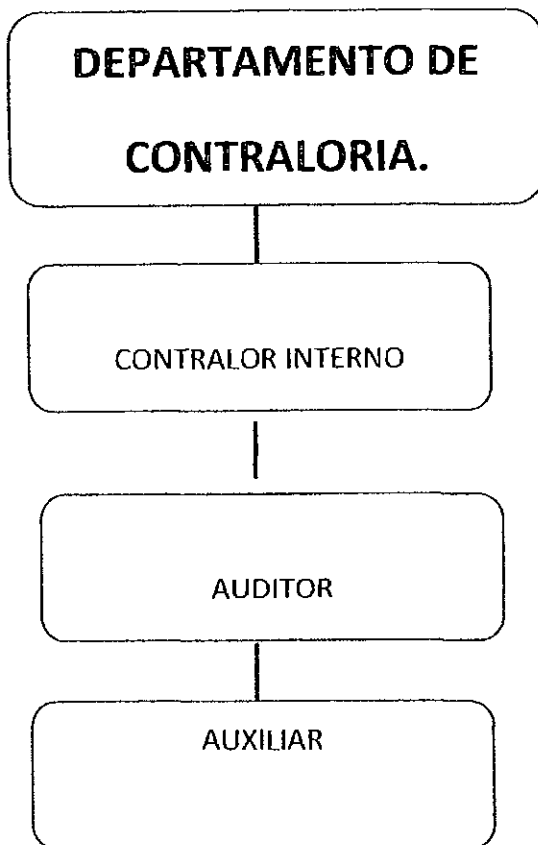 DEPARTAMENTO DE
CONTRALORIA.
CONTRALOR INTERNO
AUDITOR
AUXILIAR